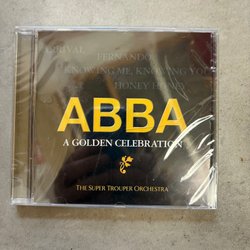 ARRIVAL
FERNANDO
KNOWING ME, KNOWING YOU
HONEY HONEY
ABBA
A GOLDEN CELEBRATION
THE SUPER TROUPER ORCHESTRA